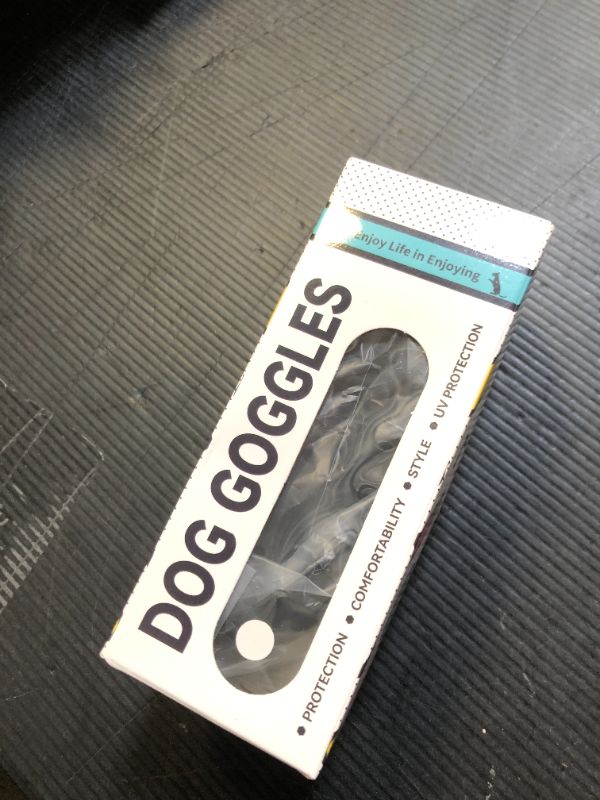 Enjoy Life in Enjoying
DOG GOGGLES
● PROTECTION ● COMFORTABILITY ● STYLE ● UV PROTECTION